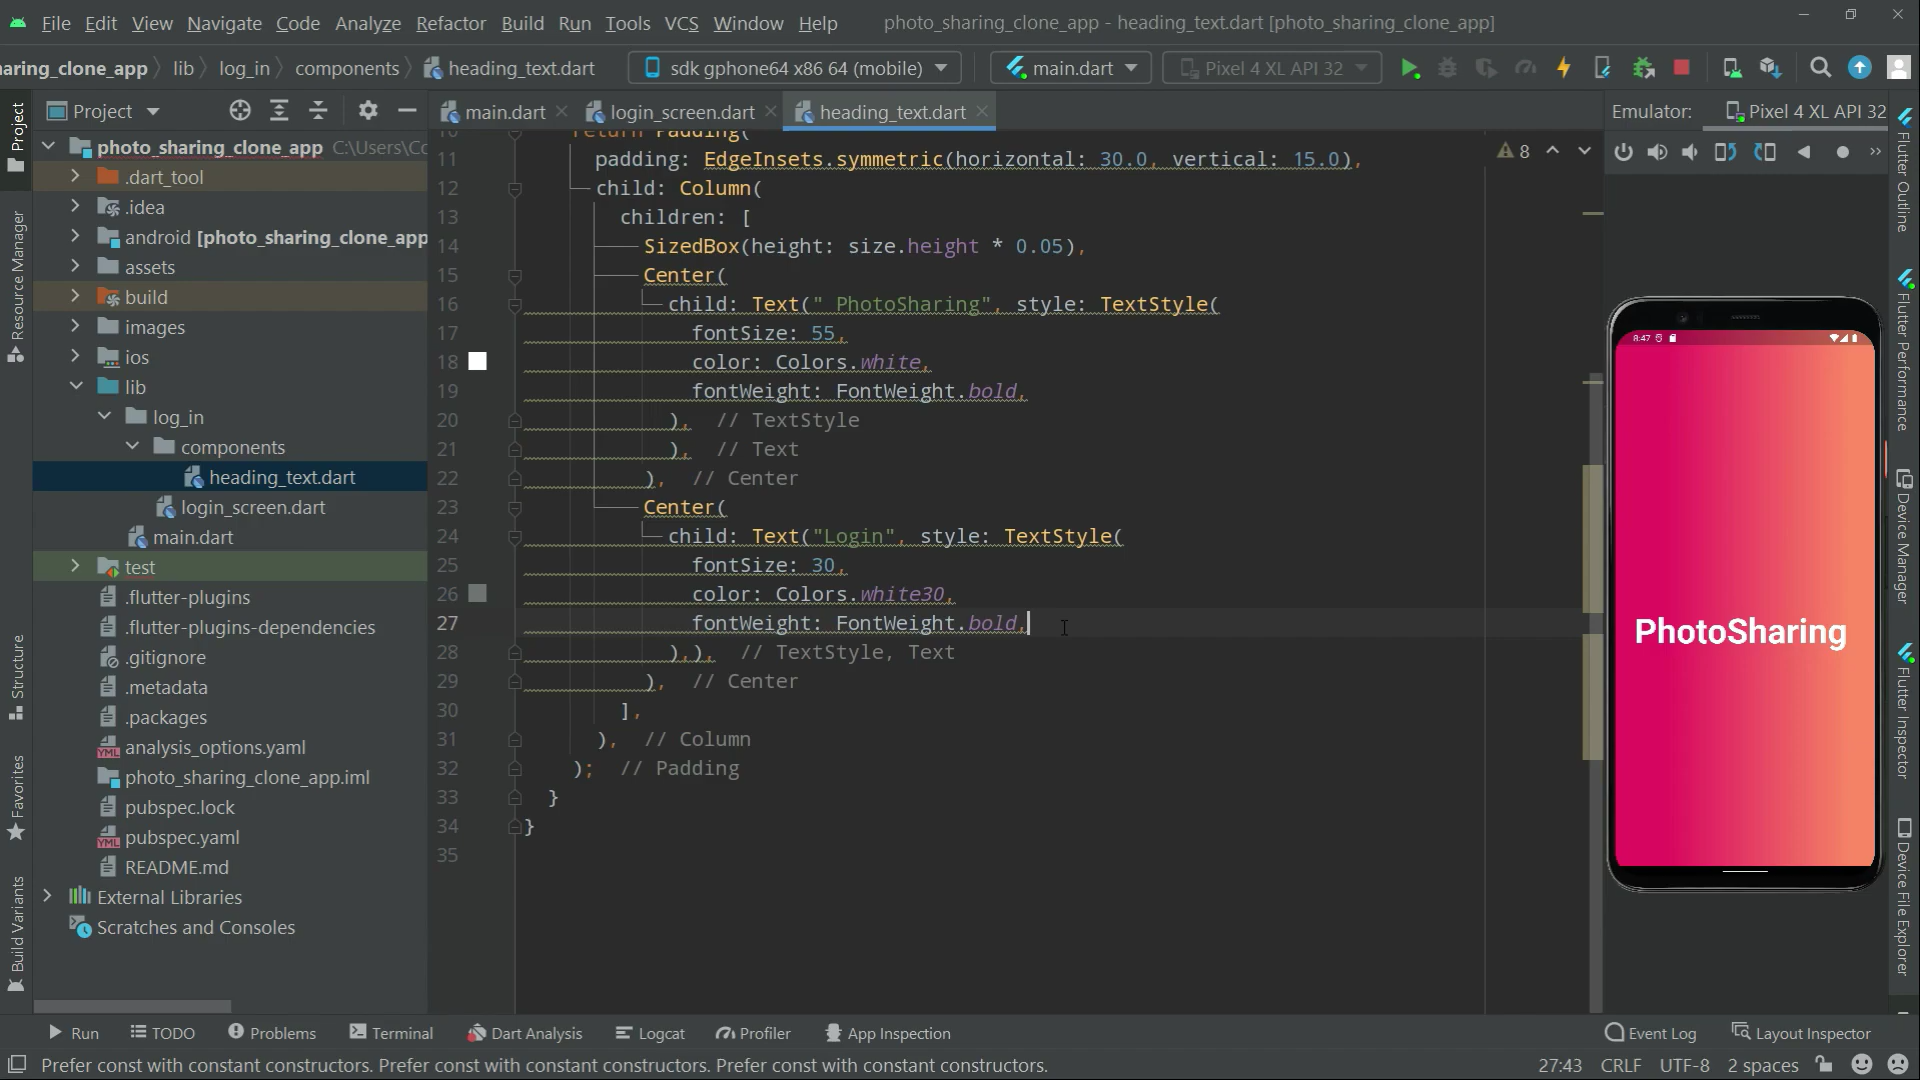 File Edit View Navigate Code Analyze Refactor Build Run Tools VCS Window Help photo_sharing_clone_app - heading_text.dart [photo_sharing_clone_app]
haring_clone_app lib log_in components heading_text.dart sdk gphone64 x86 64 (mobile) main.dart Pixel 4 XL API 32
Project main.dart login_screen.dart heading_text.dart Emulator: Pixel 4 XL API 32
photo_sharing_clone_app C:\Users\Co
.dart_tool
.idea
android [photo_sharing_clone_app
assets
build
images
ios
lib
log_in
components
heading_text.dart
login_screen.dart
main.dart
test
.flutter-plugins
.flutter-plugins-dependencies
.gitignore
.metadata
.packages
analysis_options.yaml
photo_sharing_clone_app.iml
pubspec.lock
pubspec.yaml
README.md
External Libraries
Scratches and Consoles
Project
Resource Manager
Structure
Favorites
Build Variants
10 return Padding(
11 padding: EdgeInsets.symmetric(horizontal: 30.0, vertical: 15.0),
12 child: Column(
13 children: [
14 SizedBox(height: size.height * 0.05),
15 Center(
16 child: Text(" PhotoSharing", style: TextStyle(
17 fontSize: 55,
18 color: Colors.white,
19 fontWeight: FontWeight.bold,
20 ), // TextStyle
21 ), // Text
22 ), // Center
23 Center(
24 child: Text("Login", style: TextStyle(
25 fontSize: 30,
26 color: Colors.white30,
27 fontWeight: FontWeight.bold,
28 ),), // TextStyle, Text
29 ), // Center
30 ],
31 ), // Column
32 ); // Padding
33 }
34 }
35
8
8:47
PhotoSharing
Flutter Outline
Flutter Performance
Device Manager
Flutter Inspector
Device File Explorer
Run TODO Problems Terminal Dart Analysis Logcat Profiler App Inspection Event Log Layout Inspector
Prefer const with constant constructors. Prefer const with constant constructors. Prefer const with constant constructors. 27:43 CRLF UTF-8 2 spaces